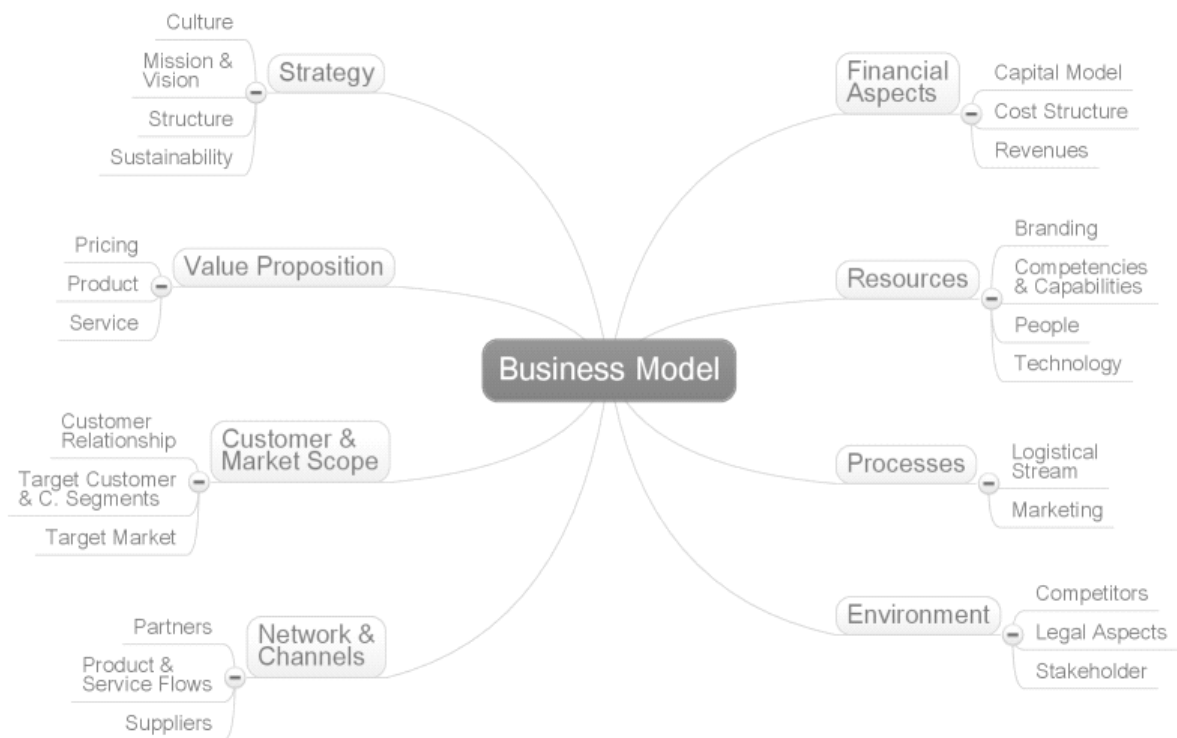 Culture
Mission &
Vision
Structure
Sustainability
Strategy
Pricing
Product
Service
Value Proposition
Customer
Relationship
Target Customer
& C. Segments
Target Market
Customer &
Market Scope
Partners
Product &
Service Flows
Suppliers
Network &
Channels
Business Model
Financial
Aspects
Capital Model
Cost Structure
Revenues
Resources
Branding
Competencies
& Capabilities
People
Technology
Processes
Logistical
Stream
Marketing
Environment
Competitors
Legal Aspects
Stakeholder